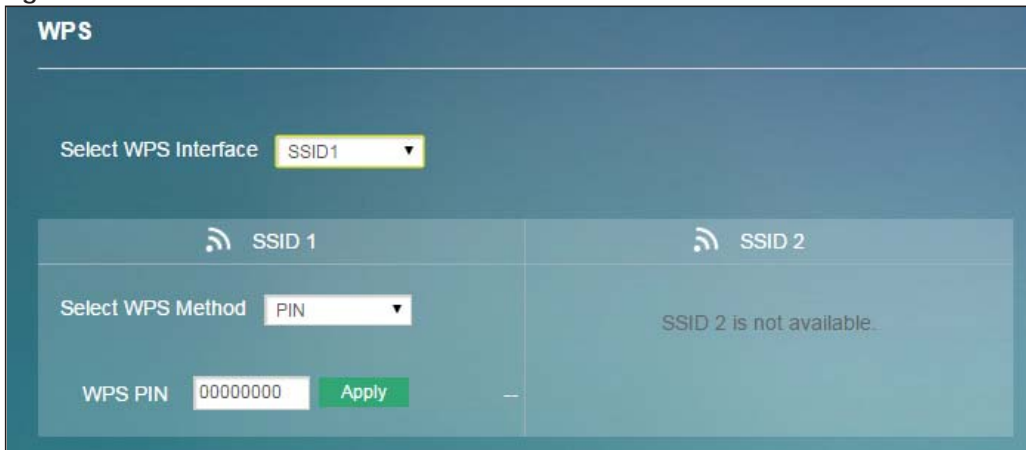 WPS
Select WPS Interface SSID1
SSID 1
SSID 2
Select WPS Method PIN
SSID 2 is not available.
WPS PIN 00000000 Apply --